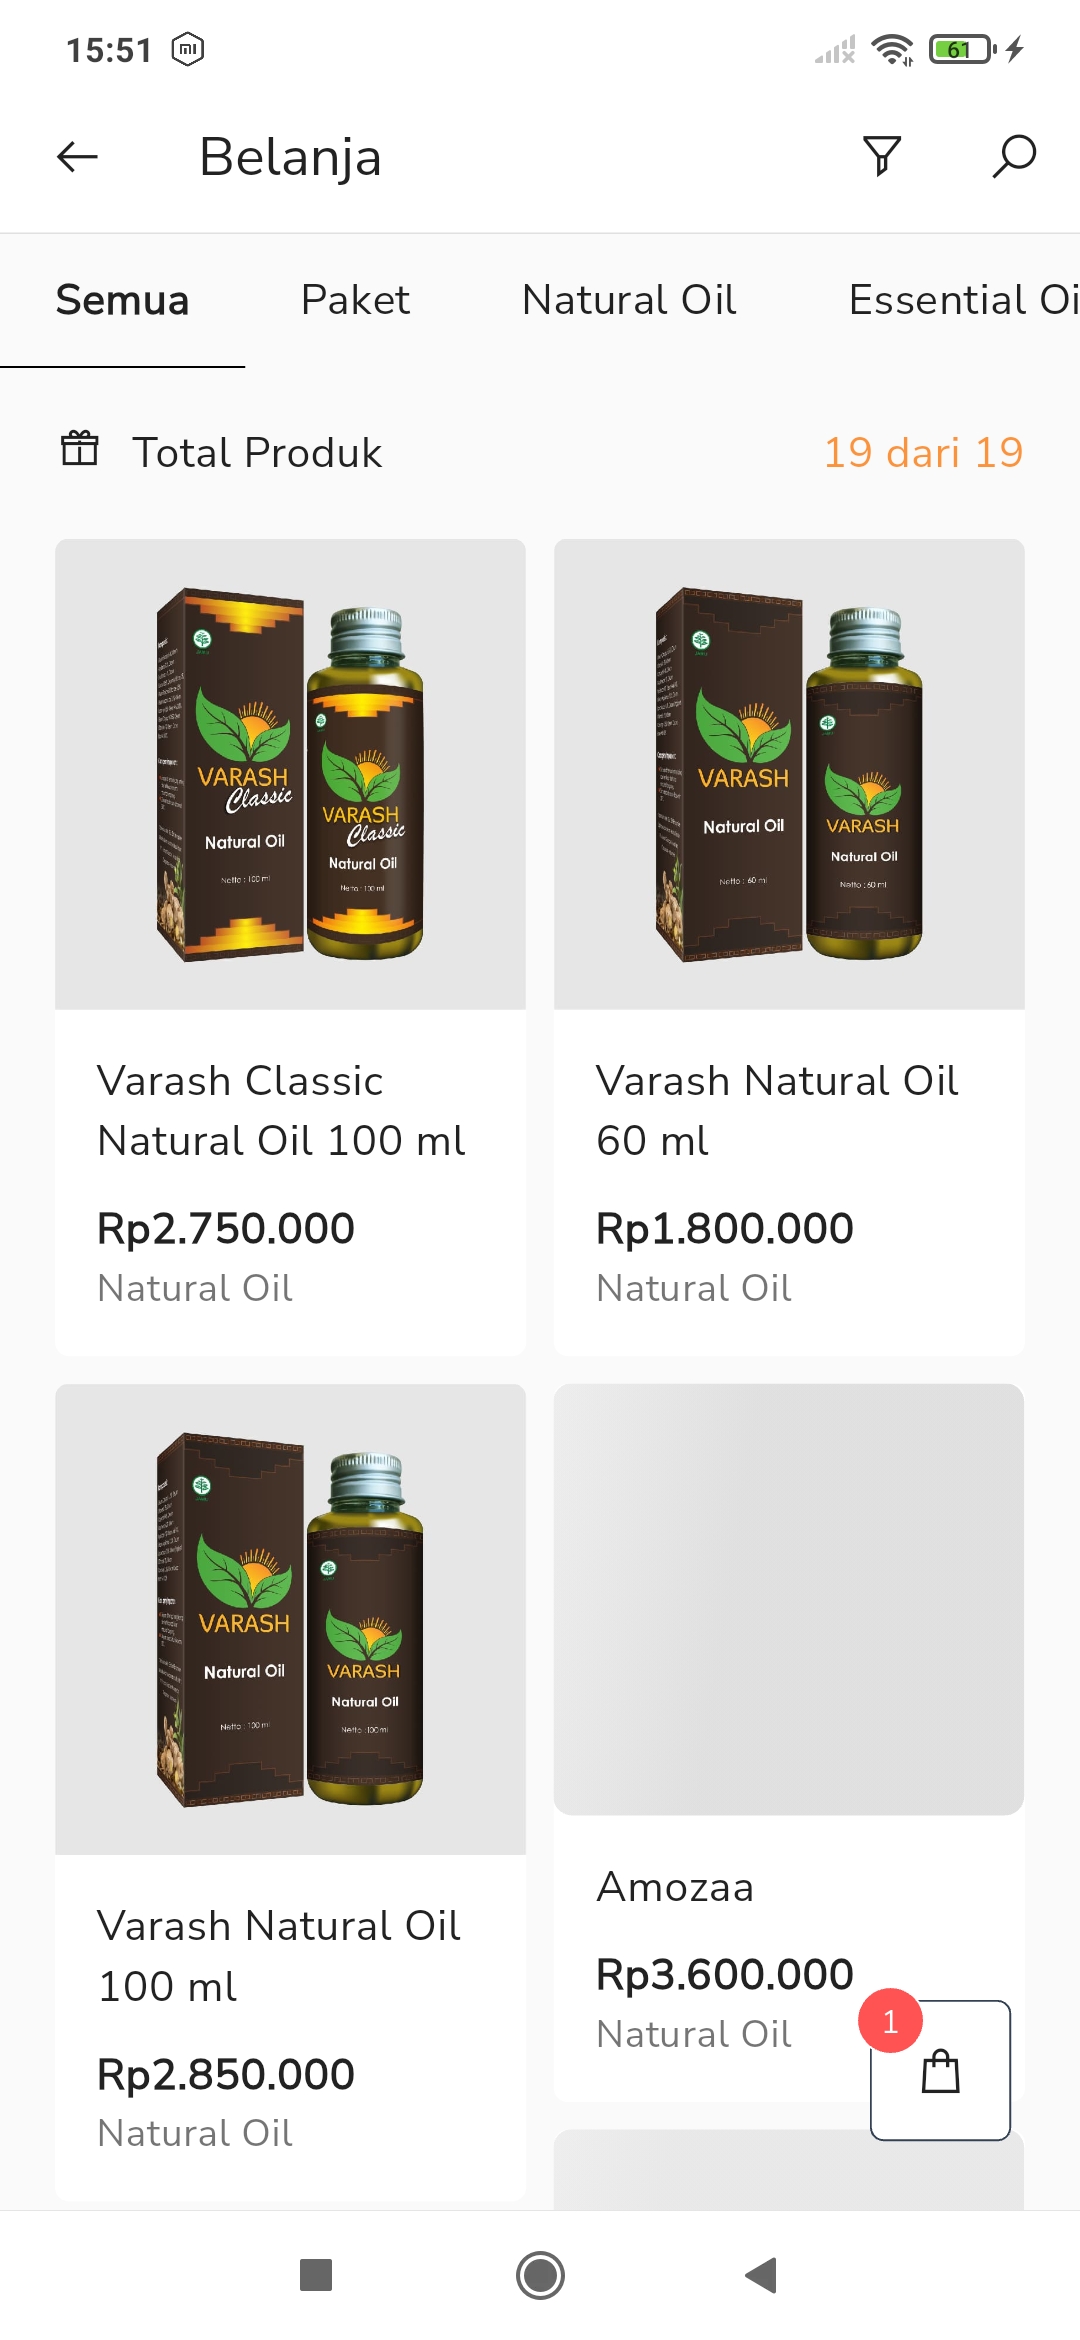 15:51
61
Belanja
Semua Paket Natural Oil Essential Oi
Total Produk 19 dari 19
VARASH
Classic
Natural Oil
Netto : 100 ml
VARASH
Classic
Natural Oil
Netto : 100 ml
VARASH
Natural Oil
Netto : 60 ml
VARASH
Natural Oil
Netto : 60 ml
Varash Classic
Natural Oil 100 ml
Rp2.750.000
Natural Oil
Varash Natural Oil
60 ml
Rp1.800.000
Natural Oil
VARASH
Natural Oil
Netto : 100 ml
VARASH
Natural Oil
Netto : 100 ml
Varash Natural Oil
100 ml
Rp2.850.000
Natural Oil
Amozaa
Rp3.600.000
Natural Oil
1